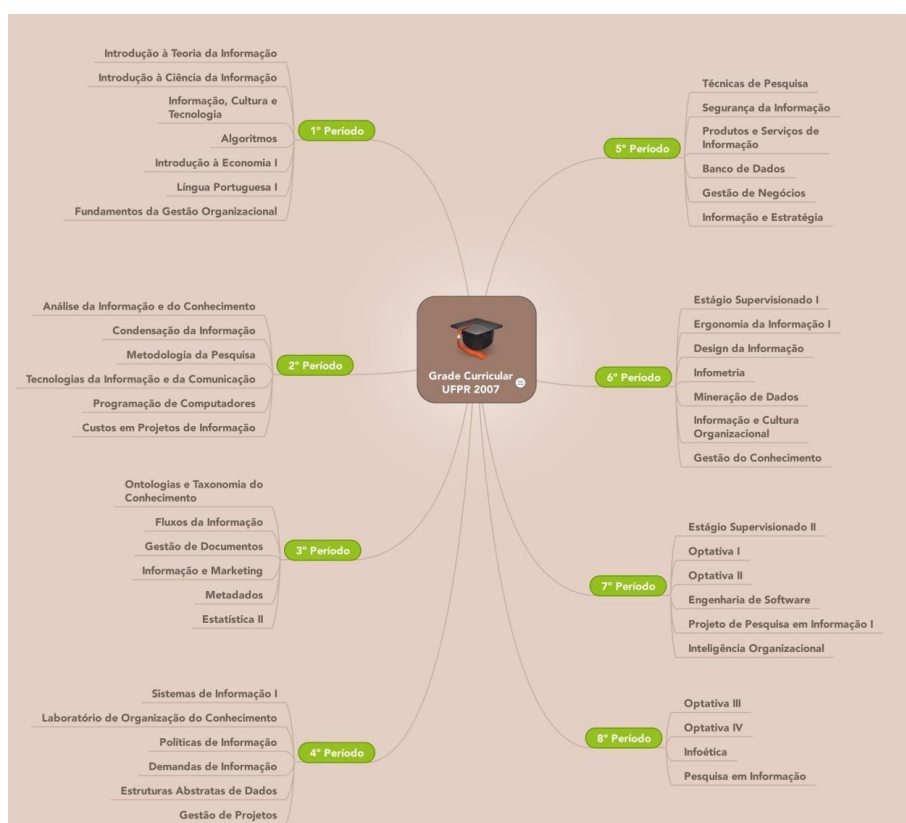 Introdução à Teoria da Informação
Introdução à Ciência da Informação
Informação, Cultura e
Tecnologia
Algoritmos
Introdução à Economia I
Língua Portuguesa I
Fundamentos da Gestão Organizacional
1º Período
Análise da Informação e do Conhecimento
Condensação da Informação
Metodologia da Pesquisa
Tecnologias da Informação e da Comunicação
Programação de Computadores
Custos em Projetos de Informação
2º Período
Ontologias e Taxonomia do
Conhecimento
Fluxos da Informação
Gestão de Documentos
Informação e Marketing
Metadados
Estatística II
3º Período
Sistemas de Informação I
Laboratório de Organização do Conhecimento
Políticas de Informação
Demandas de Informação
Estruturas Abstratas de Dados
Gestão de Projetos
4º Período
Grade Curricular
UFPR 2007
5º Período
Técnicas de Pesquisa
Segurança da Informação
Produtos e Serviços de
Informação
Banco de Dados
Gestão de Negócios
Informação e Estratégia
6º Período
Estágio Supervisionado I
Ergonomia da Informação I
Design da Informação
Infometria
Mineração de Dados
Informação e Cultura
Organizacional
Gestão do Conhecimento
7º Período
Estágio Supervisionado II
Optativa I
Optativa II
Engenharia de Software
Projeto de Pesquisa em Informação I
Inteligência Organizacional
8º Período
Optativa III
Optativa IV
Infoética
Pesquisa em Informação